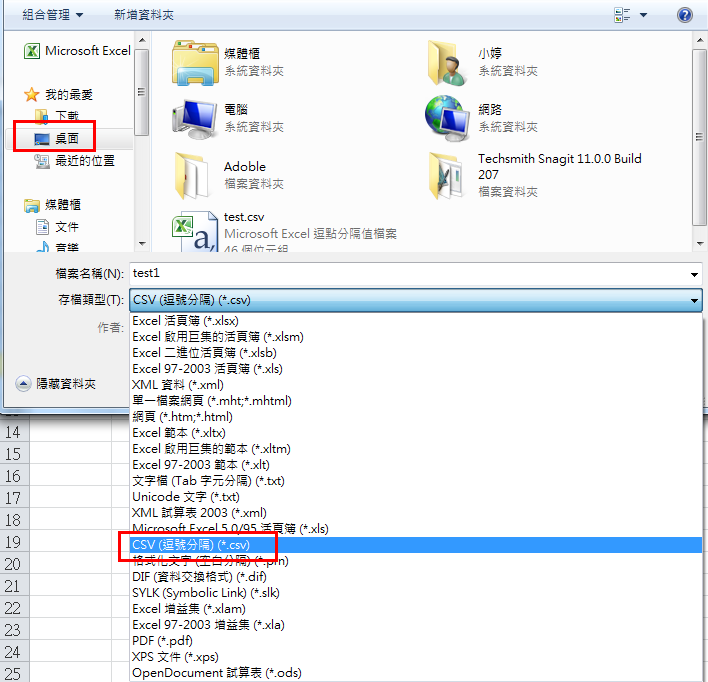 組合管理 新增資料夾
Microsoft Excel
我的最愛
下載
桌面
最近的位置
媒體櫃
文件
音樂
媒體櫃
系統資料夾
小婷
系統資料夾
電腦
系統資料夾
網路
系統資料夾
Adoble
檔案資料夾
Techsmith Snagit 11.0.0 Build
207
檔案資料夾
test.csv
Microsoft Excel 逗點分隔值檔案
46 個位元組
檔案名稱(N): test1
存檔類型(T): CSV (逗號分隔) (*.csv)
作者:
隱藏資料夾
Excel 活頁簿 (*.xlsx)
Excel 啟用巨集的活頁簿 (*.xlsm)
Excel 二進位活頁簿 (*.xlsb)
Excel 97-2003 活頁簿 (*.xls)
XML 資料 (*.xml)
單一檔案網頁 (*.mht;*.mhtml)
網頁 (*.htm;*.html)
Excel 範本 (*.xltx)
Excel 啟用巨集的範本 (*.xltm)
Excel 97-2003 範本 (*.xlt)
文字檔 (Tab 字元分隔) (*.txt)
Unicode 文字 (*.txt)
XML 試算表 2003 (*.xml)
Microsoft Excel 5.0/95 活頁簿 (*.xls)
CSV (逗號分隔) (*.csv)
格式化文字 (空白分隔) (*.prn)
DIF (資料交換格式) (*.dif)
SYLK (Symbolic Link) (*.slk)
Excel 增益集 (*.xlam)
Excel 97-2003 增益集 (*.xla)
PDF (*.pdf)
XPS 文件 (*.xps)
OpenDocument 試算表 (*.ods)
14
15
16
17
18
19
20
21
22
23
24
25